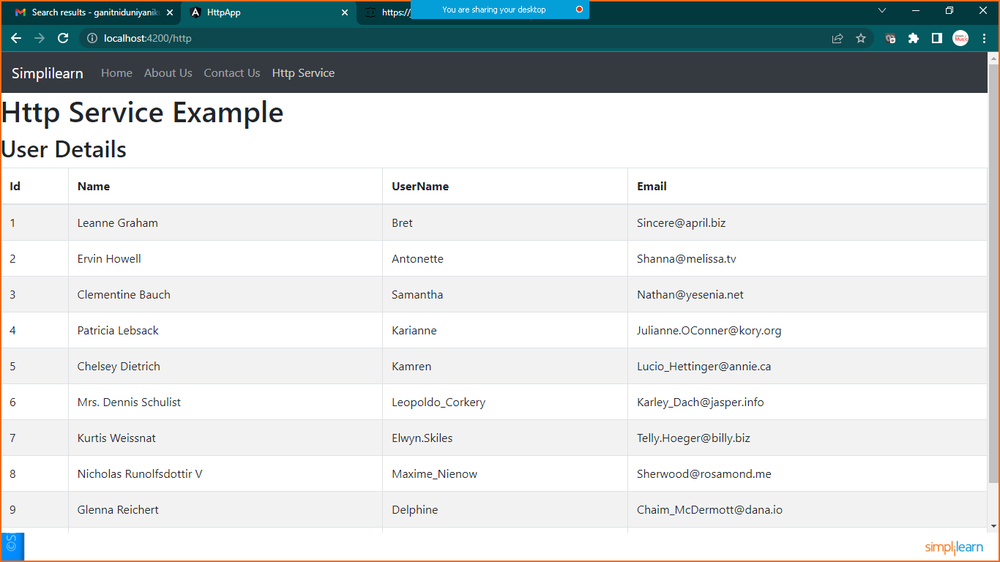 Search results - ganitniduniyanik
HttpApp
https://
You are sharing your desktop
localhost:4200/http
Simplilearn Home About Us Contact Us Http Service
Http Service Example
User Details
Id Name UserName Email
1 Leanne Graham Bret Sincere@april.biz
2 Ervin Howell Antonette Shanna@melissa.tv
3 Clementine Bauch Samantha Nathan@yesenia.net
4 Patricia Lebsack Karianne Julianne.OConner@kory.org
5 Chelsey Dietrich Kamren Lucio_Hettinger@annie.ca
6 Mrs. Dennis Schulist Leopoldo_Corkery Karley_Dach@jasper.info
7 Kurtis Weissnat Elwyn.Skiles Telly.Hoeger@billy.biz
8 Nicholas Runolfsdottir V Maxime_Nienow Sherwood@rosamond.me
9 Glenna Reichert Delphine Chaim_McDermott@dana.io
©S
simplilearn